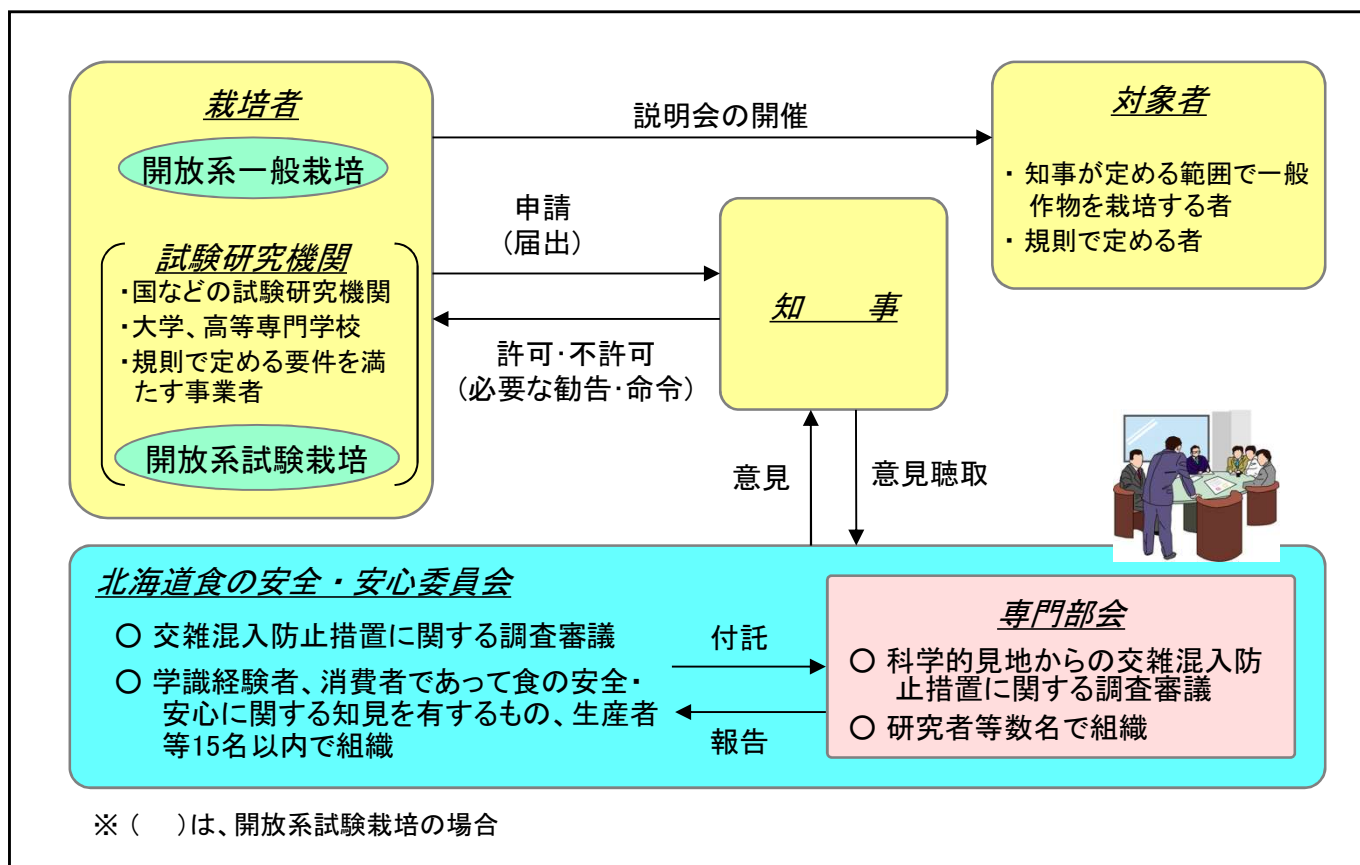 栽培者
開放系一般栽培
試験研究機関
・国などの試験研究機関
・大学、高等専門学校
・規則で定める要件を満
たす事業者
開放系試験栽培
説明会の開催
対象者
・ 知事が定める範囲で一般
作物を栽培する者
・ 規則で定める者
申請
(届出)
知　事
許可・不許可
(必要な勧告・命令)
意見
意見聴取
北海道食の安全・安心委員会
〇 交雑混入防止措置に関する調査審議
〇 学識経験者、消費者であって食の安全・
安心に関する知見を有するもの、生産者
等15名以内で組織
付託
報告
専門部会
〇 科学的見地からの交雑混入防
止措置に関する調査審議
〇 研究者等数名で組織
※ (　)は、開放系試験栽培の場合